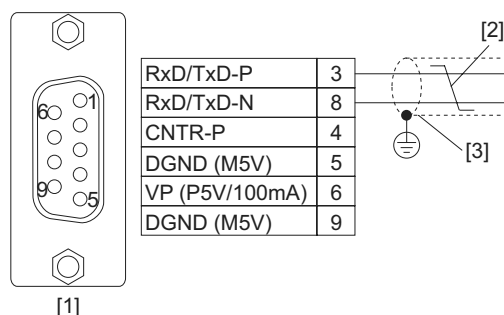 [2]
RxD/TxD-P 3
RxD/TxD-N 8
CNTR-P 4
DGND (M5V) 5
VP (P5V/100mA) 6
DGND (M5V) 9
[3]
6
1
9
5
[1]